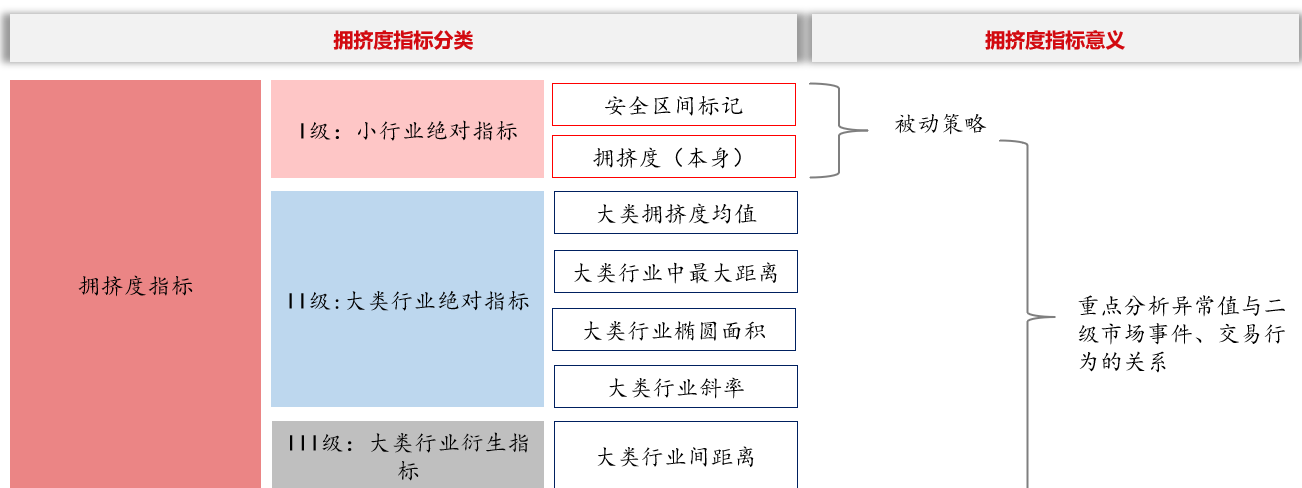 拥挤度指标分类
拥挤度指标意义
拥挤度指标
I级：小行业绝对指标
安全区间标记
拥挤度（本身）
被动策略
II级:大类行业绝对指标
大类拥挤度均值
大类行业中最大距离
大类行业椭圆面积
大类行业斜率
III级：大类行业衍生指
标
大类行业间距离
重点分析异常值与二
级市场事件、交易行
为的关系